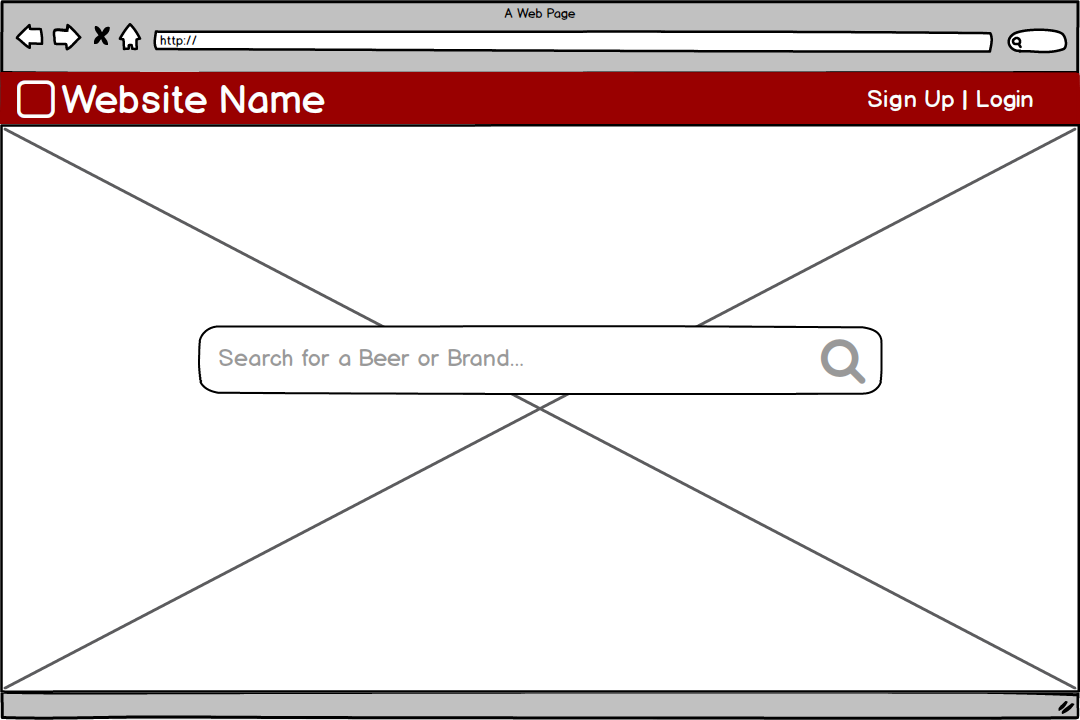 A Web Page
http://
Website Name
Sign Up | Login
Search for a Beer or Brand...